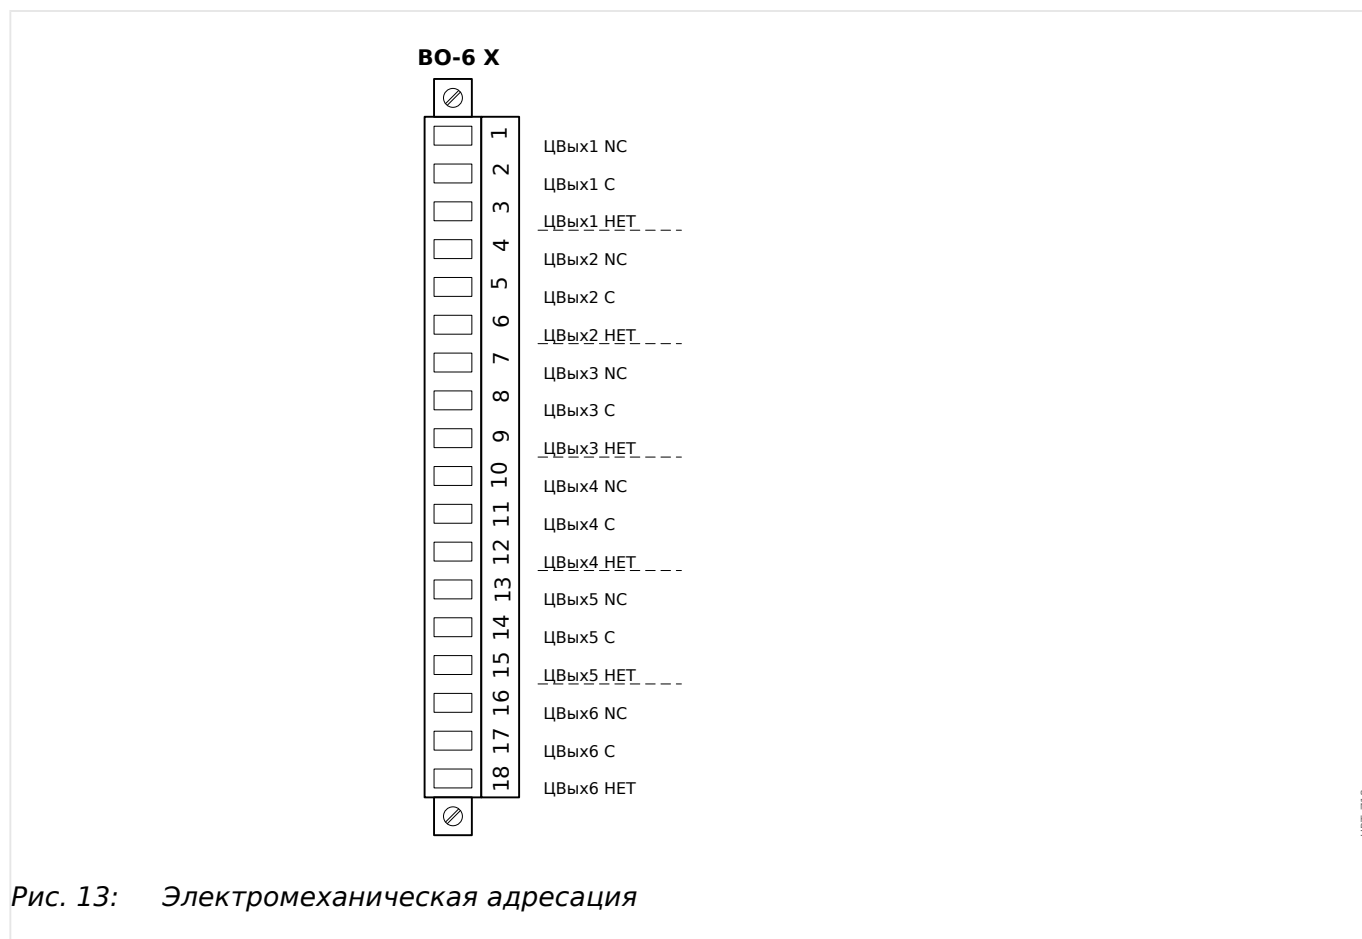 BO-6 X
1 ЦВых1 NC
2 ЦВых1 C
3 ЦВых1 НЕТ
4 ЦВых2 NC
5 ЦВых2 C
6 ЦВых2 НЕТ
7 ЦВых3 NC
8 ЦВых3 C
9 ЦВых3 НЕТ
10 ЦВых4 NC
11 ЦВых4 C
12 ЦВых4 НЕТ
13 ЦВых5 NC
14 ЦВых5 C
15 ЦВых5 НЕТ
16 ЦВых6 NC
17 ЦВых6 C
18 ЦВых6 НЕТ
Рис. 13: Электромеханическая адресация